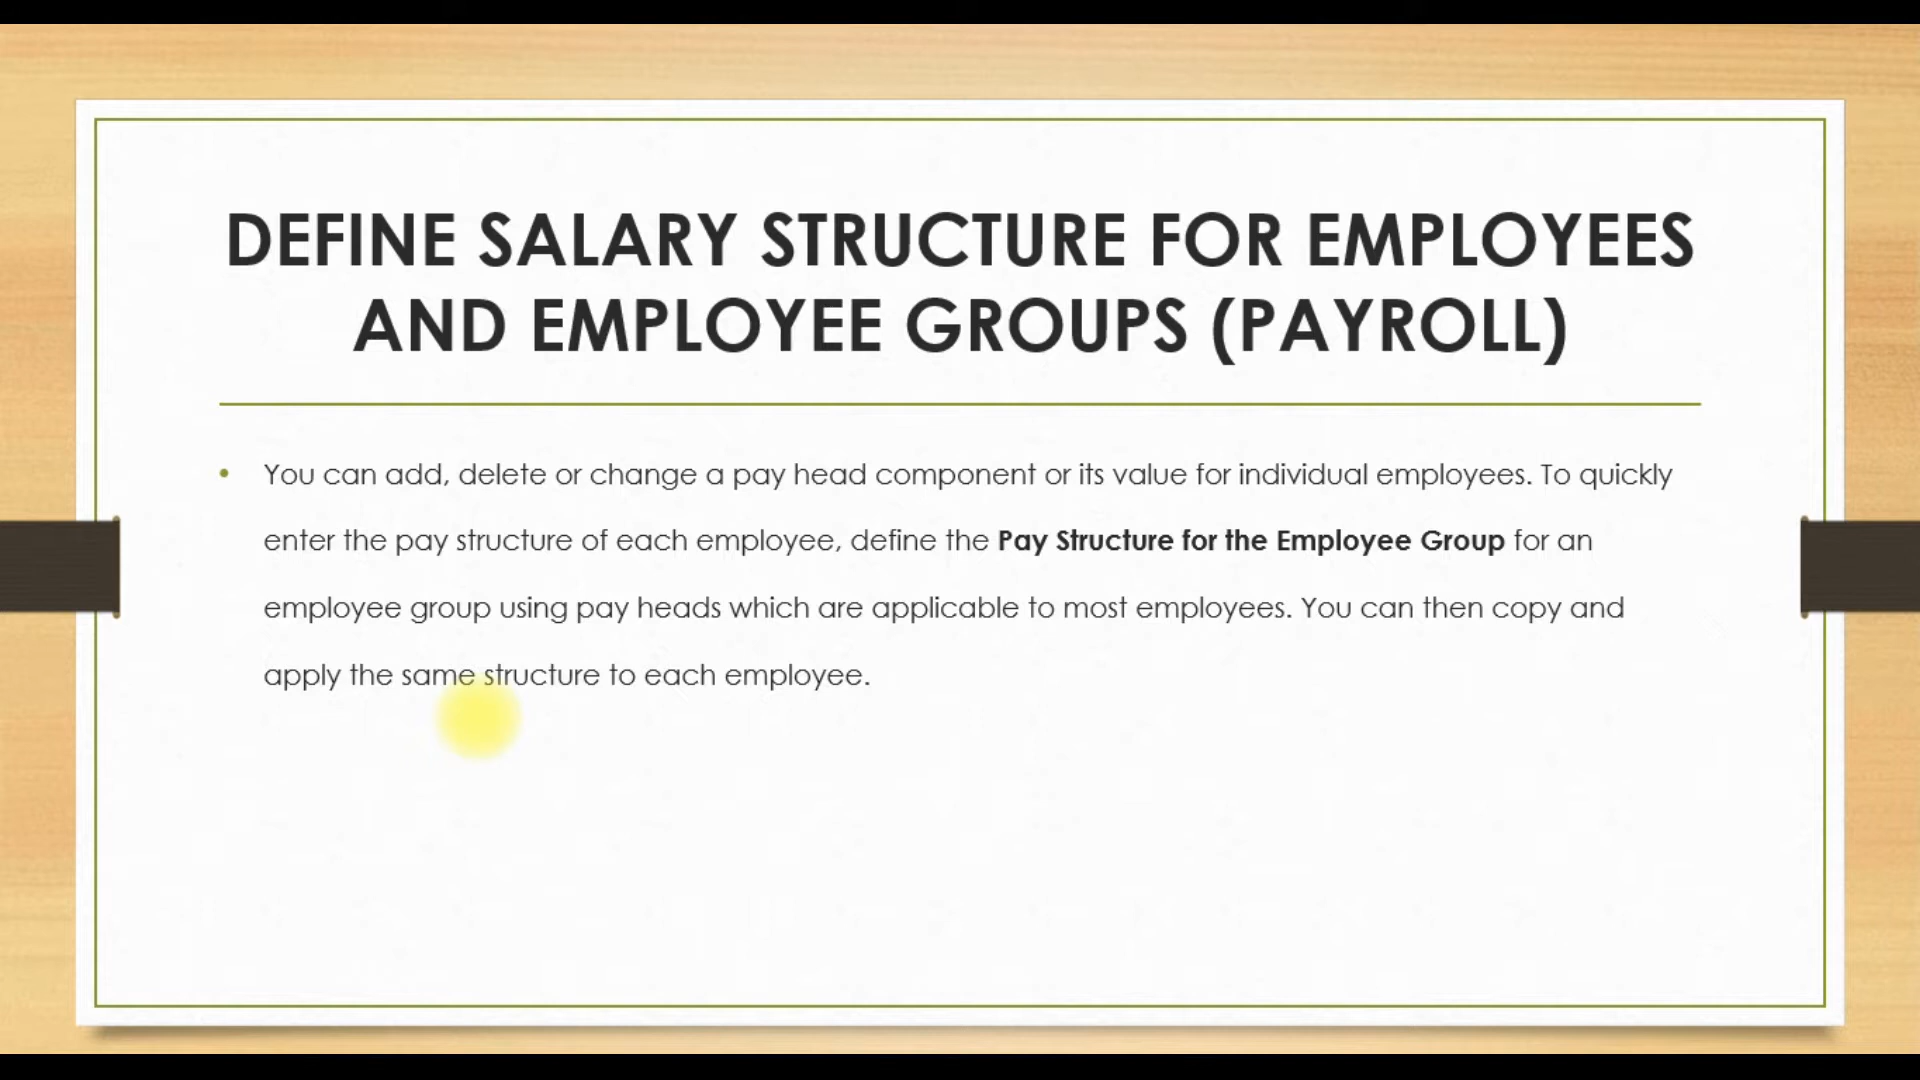 DEFINE SALARY STRUCTURE FOR EMPLOYEES
AND EMPLOYEE GROUPS (PAYROLL)
• You can add, delete or change a pay head component or its value for individual employees. To quickly
enter the pay structure of each employee, define the Pay Structure for the Employee Group for an
employee group using pay heads which are applicable to most employees. You can then copy and
apply the same structure to each employee.